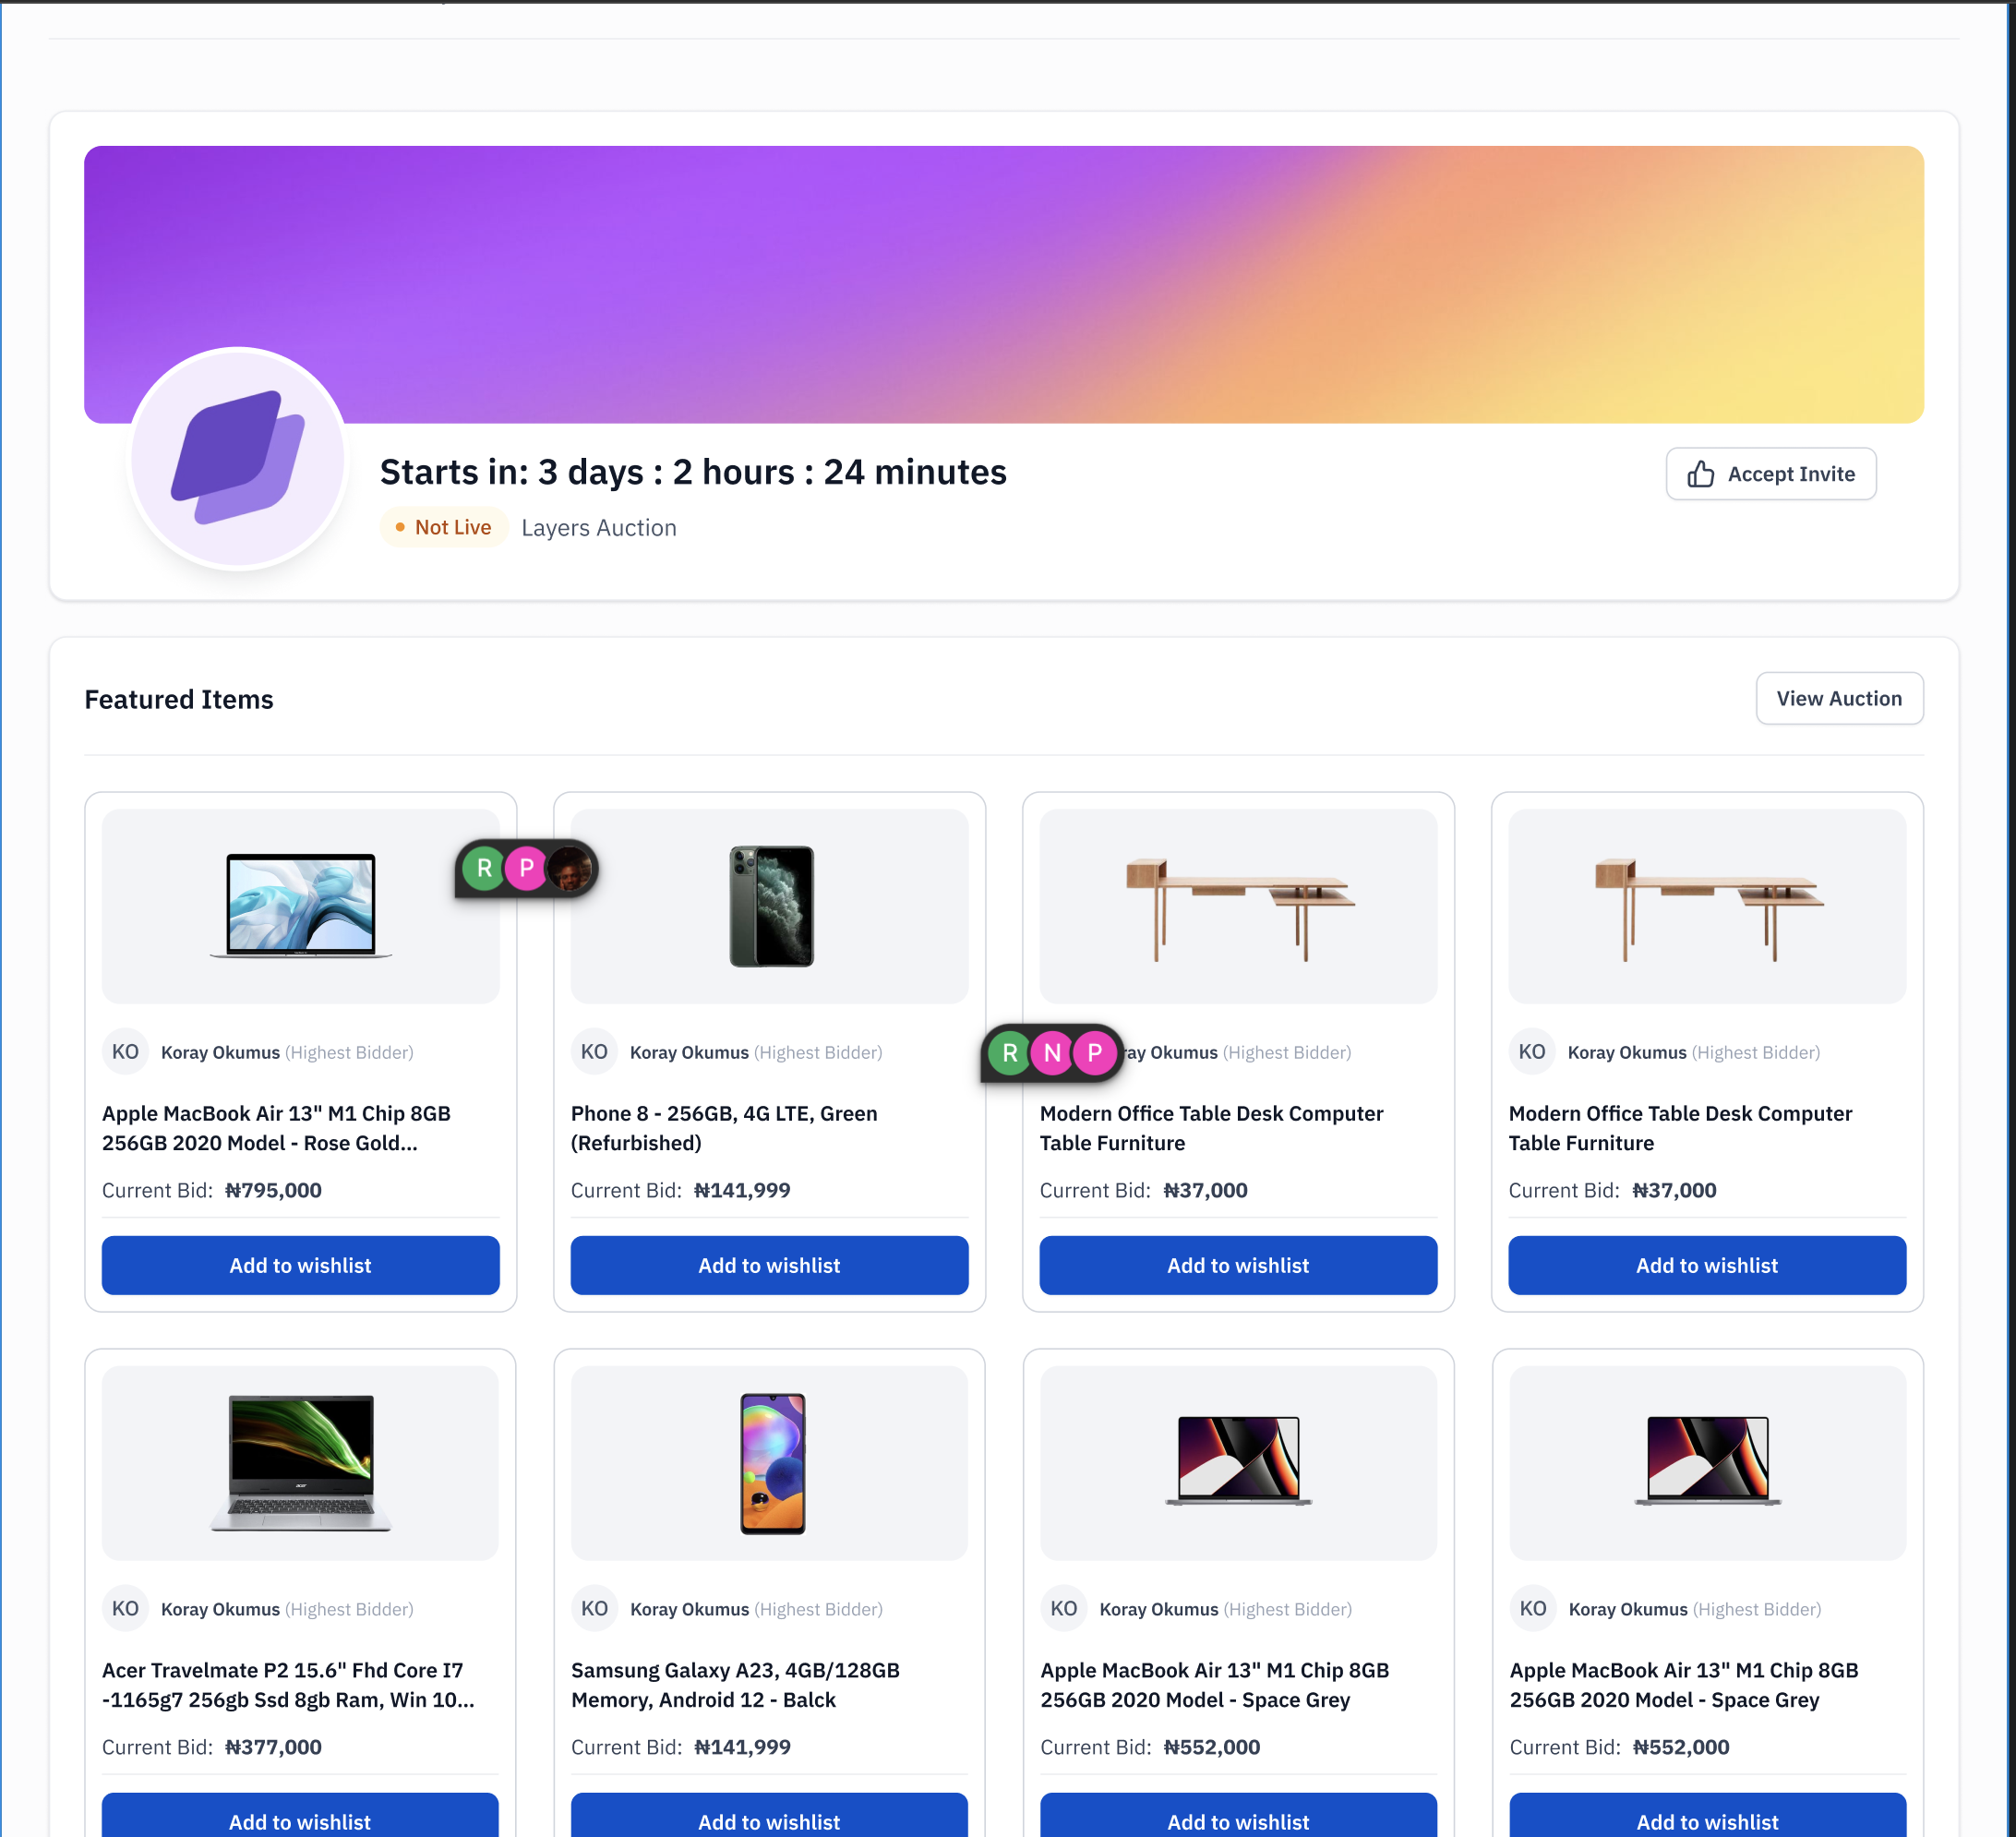 Starts in: 3 days : 2 hours : 24 minutes
Accept Invite
Not Live
Layers Auction
Featured Items
View Auction
R P
KO Koray Okumus (Highest Bidder)
KO Koray Okumus (Highest Bidder)
R N P
ray Okumus (Highest Bidder)
KO Koray Okumus (Highest Bidder)
Apple MacBook Air 13" M1 Chip 8GB
256GB 2020 Model - Rose Gold...
Phone 8 - 256GB, 4G LTE, Green
(Refurbished)
Modern Office Table Desk Computer
Table Furniture
Modern Office Table Desk Computer
Table Furniture
Current Bid: ₦795,000
Current Bid: ₦141,999
Current Bid: ₦37,000
Current Bid: ₦37,000
Add to wishlist
Add to wishlist
Add to wishlist
Add to wishlist
acer
KO Koray Okumus (Highest Bidder)
KO Koray Okumus (Highest Bidder)
KO Koray Okumus (Highest Bidder)
KO Koray Okumus (Highest Bidder)
Acer Travelmate P2 15.6" Fhd Core I7
-1165g7 256gb Ssd 8gb Ram, Win 10...
Samsung Galaxy A23, 4GB/128GB
Memory, Android 12 - Balck
Apple MacBook Air 13" M1 Chip 8GB
256GB 2020 Model - Space Grey
Apple MacBook Air 13" M1 Chip 8GB
256GB 2020 Model - Space Grey
Current Bid: ₦377,000
Current Bid: ₦141,999
Current Bid: ₦552,000
Current Bid: ₦552,000
Add to wishlist
Add to wishlist
Add to wishlist
Add to wishlist